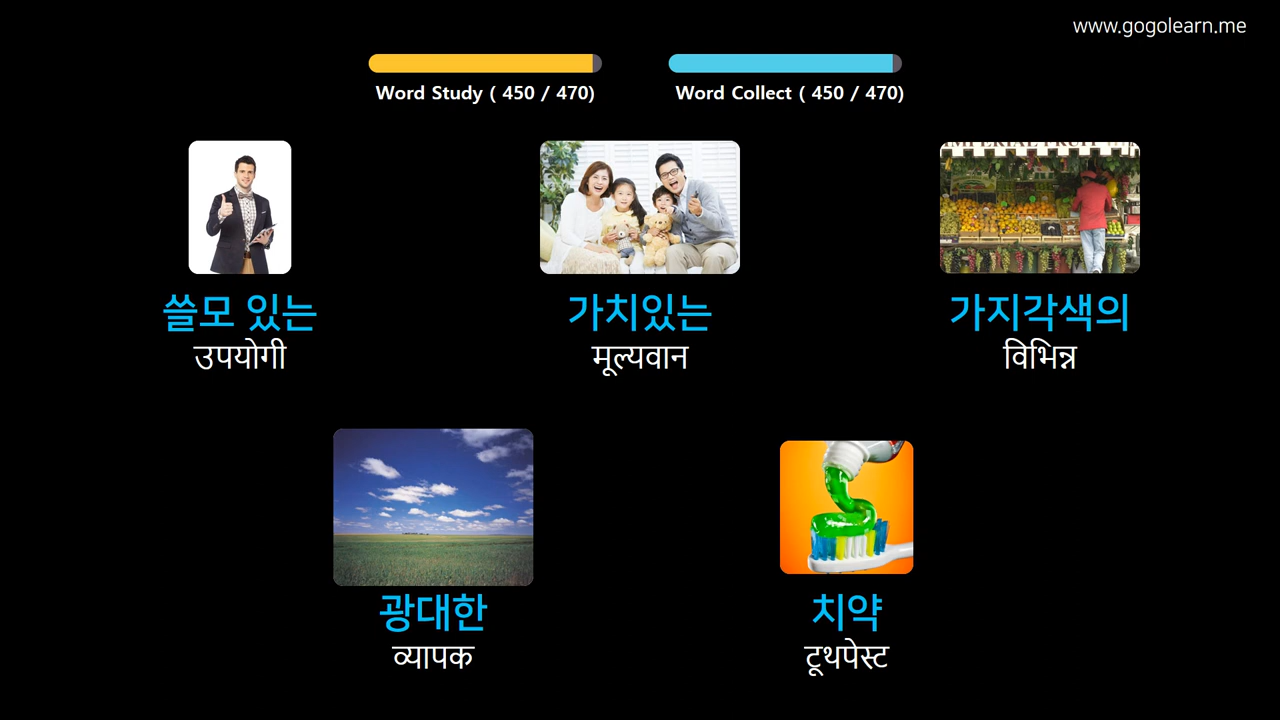 www.gogolearn.me
Word Study ( 450 / 470)
Word Collect ( 450 / 470)
쓸모 있는
उपयोगी
가치있는
मूल्यवान
가지각색의
विभिन्न
광대한
व्यापक
치약
टूथपेस्ट